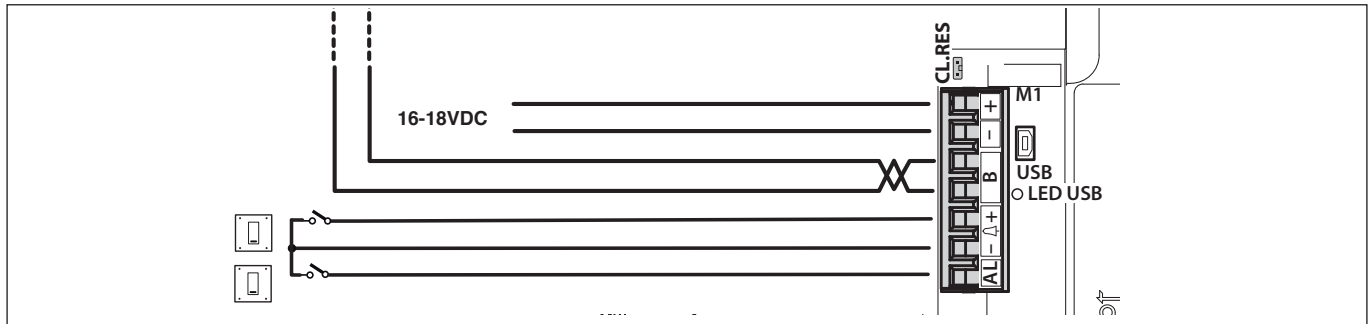 CL.RES
16-18VDC
M1
+
−
B
USB
LED USB
+
−
AL